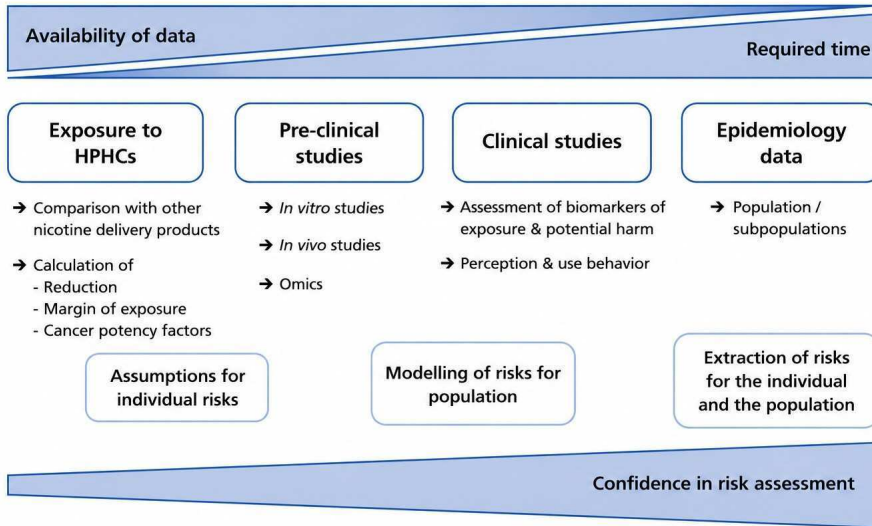 Availability of data
Required time
Exposure to
HPHCs
→ Comparison with other
nicotine delivery products
→ Calculation of
- Reduction
- Margin of exposure
- Cancer potency factors
Pre-clinical
studies
→ In vitro studies
→ In vivo studies
→ Omics
Clinical studies
→ Assessment of biomarkers of
exposure & potential harm
→ Perception & use behavior
Epidemiology
data
→ Population /
subpopulations
Assumptions for
individual risks
Modelling of risks for
population
Extraction of risks
for the individual
and the population
Confidence in risk assessment